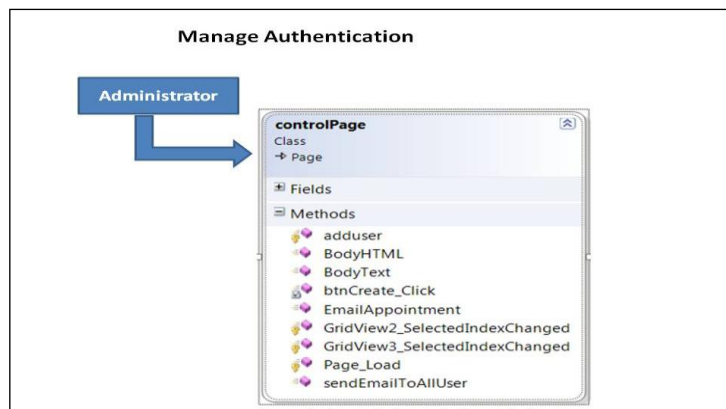 Manage Authentication
Administrator
controlPage
Class
Page
Fields
Methods
adduser
BodyHTML
BodyText
btnCreate_Click
EmailAppointment
GridView2_SelectedIndexChanged
GridView3_SelectedIndexChanged
Page_Load
sendEmailToAllUser